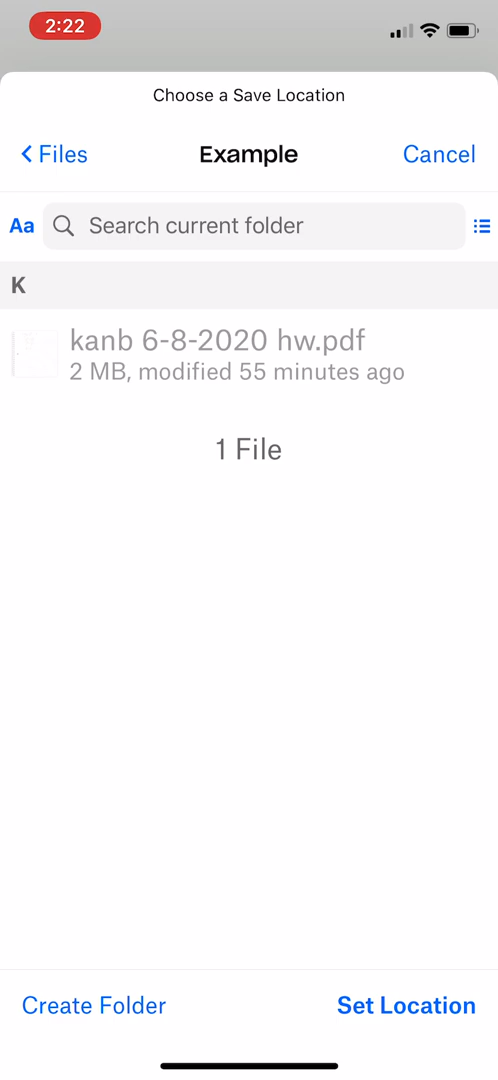 2:22
Choose a Save Location
Files Example Cancel
Aa Search current folder
K
kanb 6-8-2020 hw.pdf
2 MB, modified 55 minutes ago
1 File
Create Folder Set Location